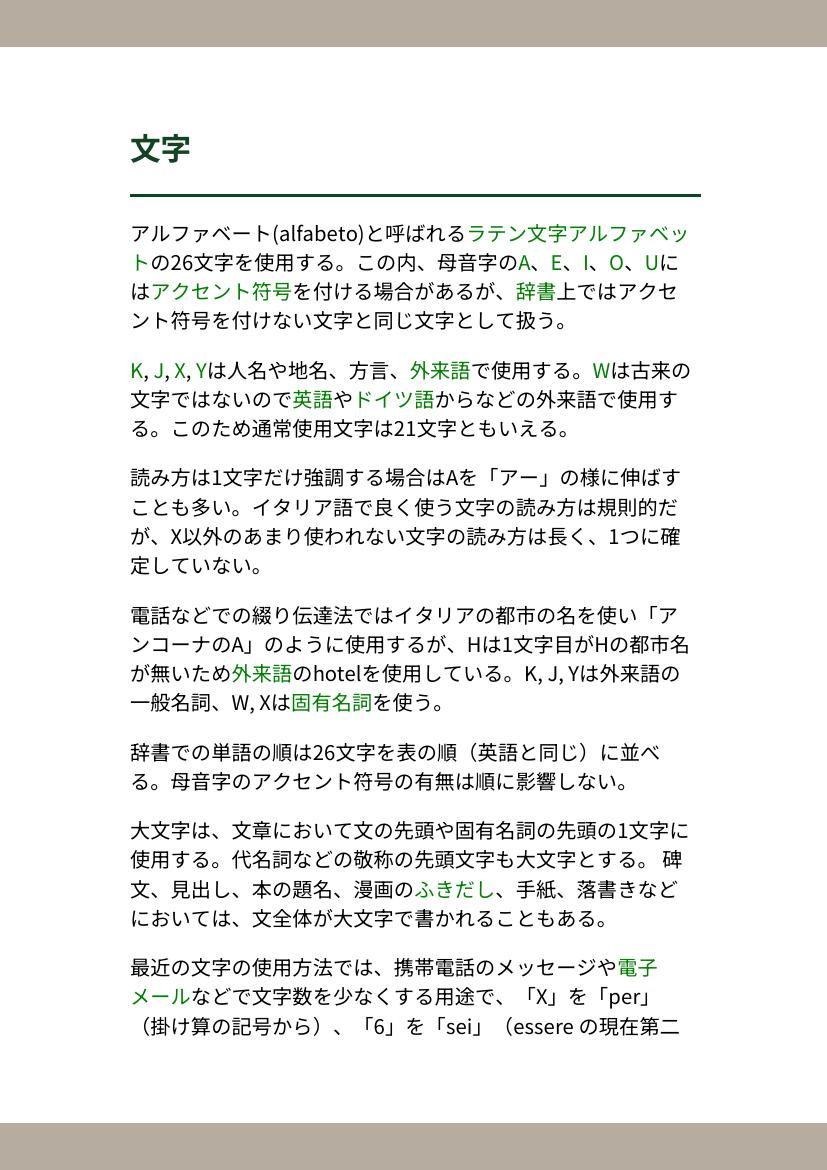 文字
アルファベート(alfabeto)と呼ばれるラテン文字アルファベッ
トの26文字を使用する。この内、母音字のA、E、I、O、Uに
はアクセント符号を付ける場合があるが、辞書上ではアクセ
ント符号を付けない文字と同じ文字として扱う。
K, J, X, Yは人名や地名、方言、外来語で使用する。Wは古来の
文字ではないので英語やドイツ語からなどの外来語で使用す
る。このため通常使用文字は21文字ともいえる。
読み方は1文字だけ強調する場合はAを「アー」の様に伸ばす
ことも多い。イタリア語で良く使う文字の読み方は規則的だ
が、X以外のあまり使われない文字の読み方は長く、1つに確
定していない。
電話などでの綴り伝達法ではイタリアの都市の名を使い「ア
ンコーナのA」のように使用するが、Hは1文字目がHの都市名
が無いため外来語のhotelを使用している。K, J, Yは外来語の
一般名詞、W, Xは固有名詞を使う。
辞書での単語の順は26文字を表の順（英語と同じ）に並べ
る。母音字のアクセント符号の有無は順に影響しない。
大文字は、文章において文の先頭や固有名詞の先頭の1文字に
使用する。代名詞などの敬称の先頭文字も大文字とする。 碑
文、見出し、本の題名、漫画のふきだし、手紙、落書きなど
においては、文全体が大文字で書かれることもある。
最近の文字の使用方法では、携帯電話のメッセージや電子
メールなどで文字数を少なくする用途で、「X」を「per」
（掛け算の記号から）、「6」を「sei」（essere の現在第二